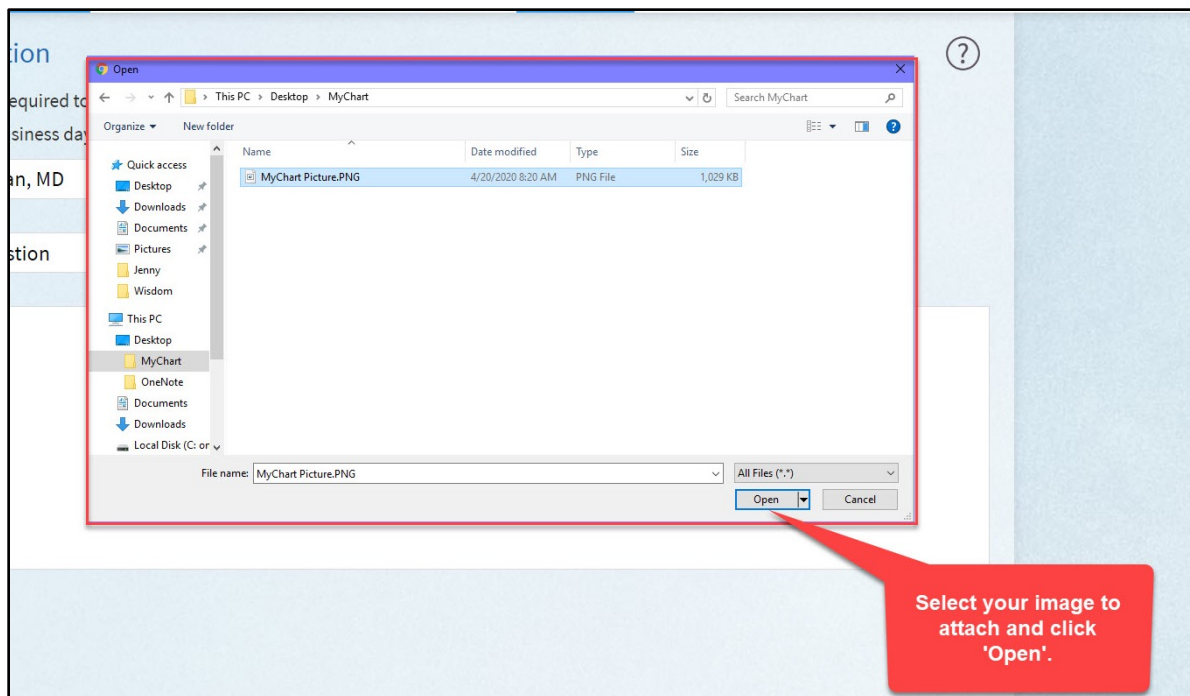 tion
equired to
siness day
an, MD
stion
?
Open
This PC > Desktop > MyChart
Search MyChart
Organize
New folder
?
Name
Date modified
Type
Size
MyChart Picture.PNG
4/20/2020 8:20 AM
PNG File
1,029 KB
Quick access
Desktop
Downloads
Documents
Pictures
Jenny
Wisdom
This PC
Desktop
MyChart
OneNote
Documents
Downloads
Local Disk (C: or
File name:
MyChart Picture.PNG
All Files (*.*)
Open
Cancel
Select your image to
attach and click
'Open'.